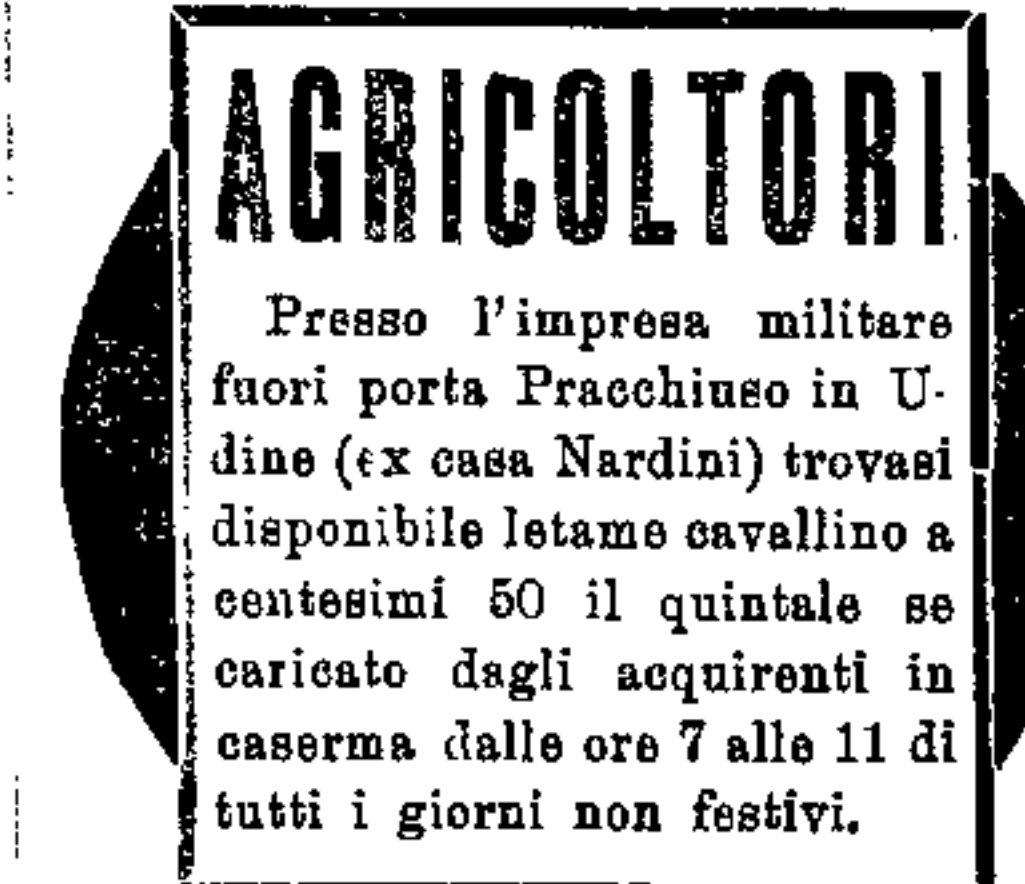 AGRICOLTORI
Presso l'impresa militare
fuori porta Pracchiuso in U-
dine (ex casa Nardini) trovasi
disponibile letame cavallino a
centesimi 50 il quintale se
caricato dagli acquirenti in
caserma dalle ore 7 alle 11 di
tutti i giorni non festivi.